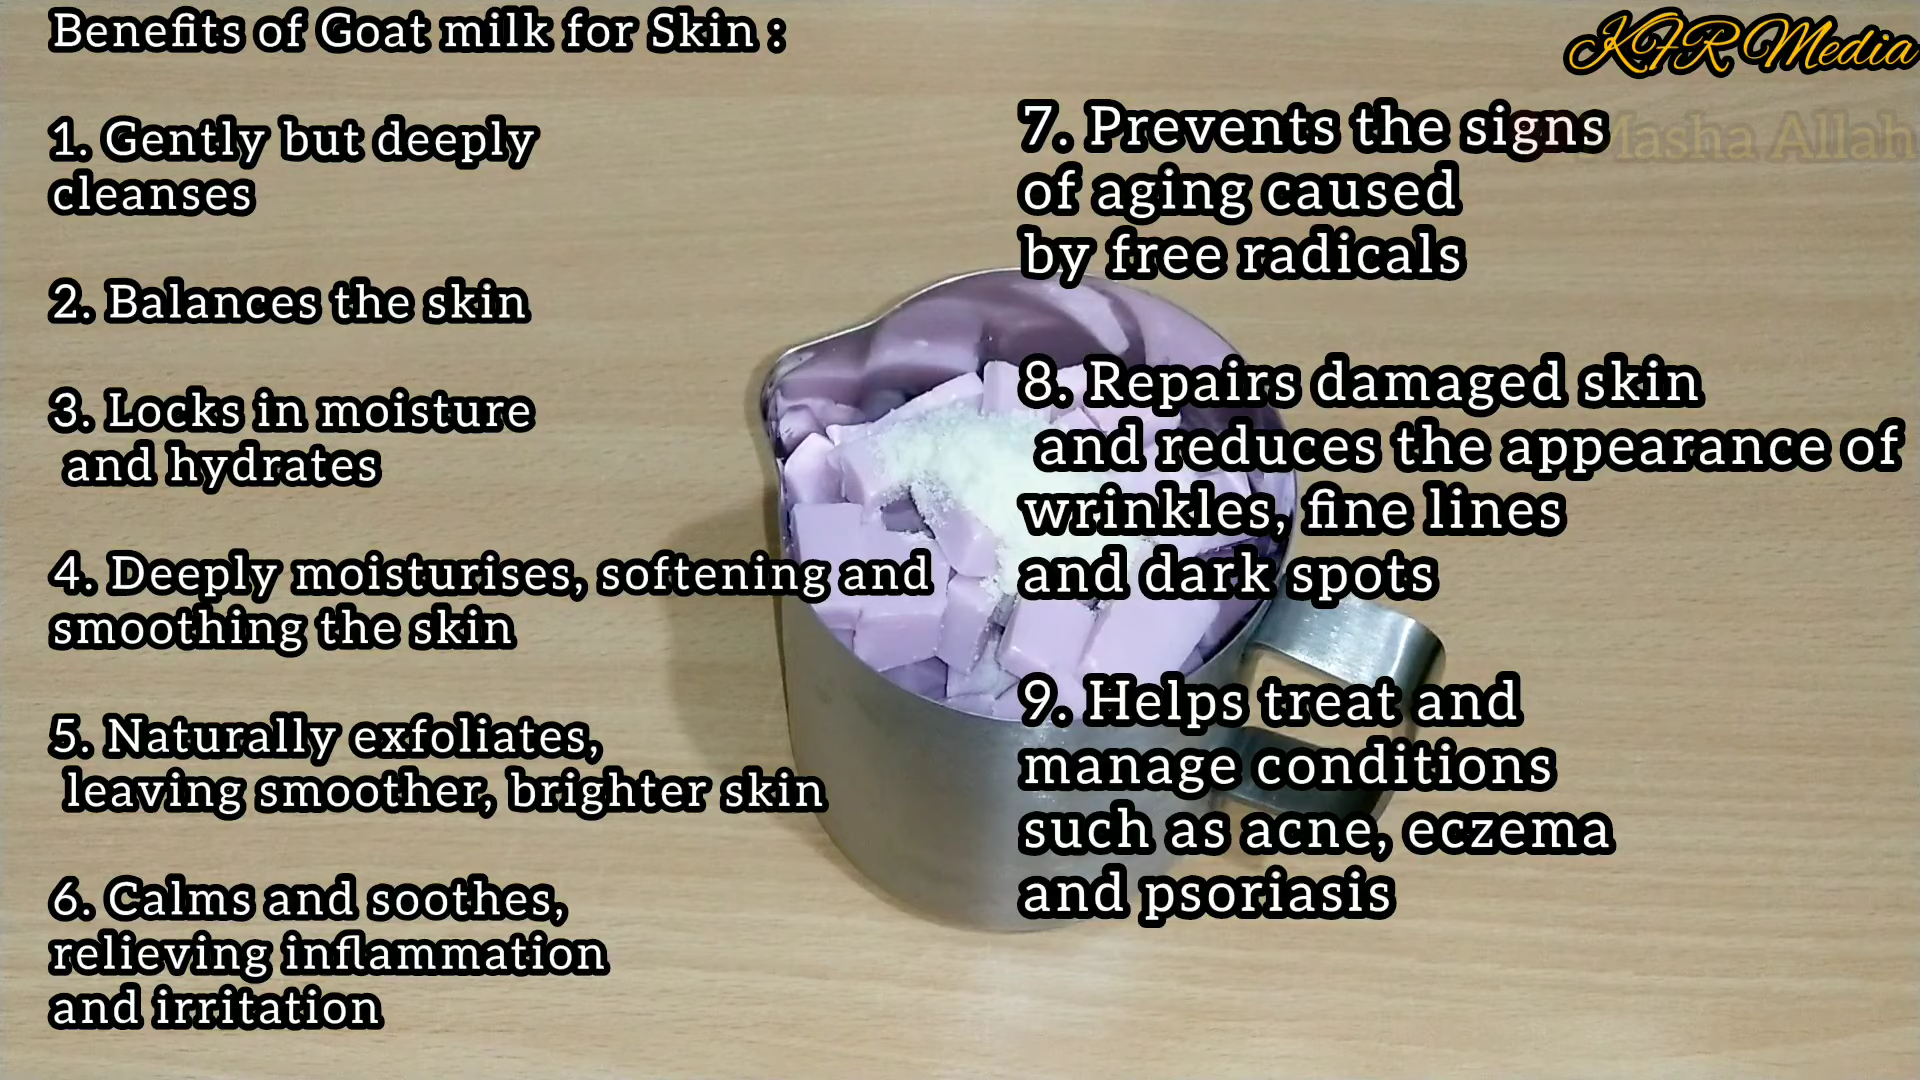 Benefits of Goat milk for Skin :
1. Gently but deeply
cleanses
2. Balances the skin
3. Locks in moisture
and hydrates
4. Deeply moisturises, softening and
smoothing the skin
5. Naturally exfoliates,
leaving smoother, brighter skin
6. Calms and soothes,
relieving inflammation
and irritation
KFR Media
Masha Allah
7. Prevents the signs
of aging caused
by free radicals
8. Repairs damaged skin
and reduces the appearance of
wrinkles, fine lines
and dark spots
9. Helps treat and
manage conditions
such as acne, eczema
and psoriasis